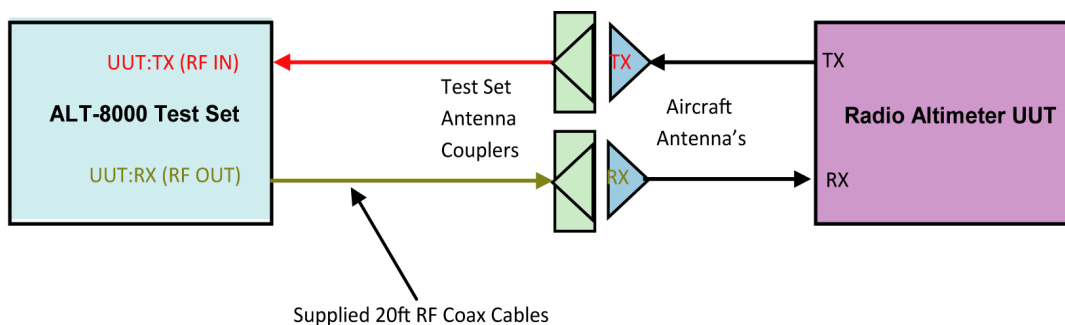 UUT:TX (RF IN)
ALT-8000 Test Set
UUT:RX (RF OUT)
Test Set
Antenna
Couplers
TX
RX
Aircraft
Antenna’s
TX
Radio Altimeter UUT
RX
Supplied 20ft RF Coax Cables